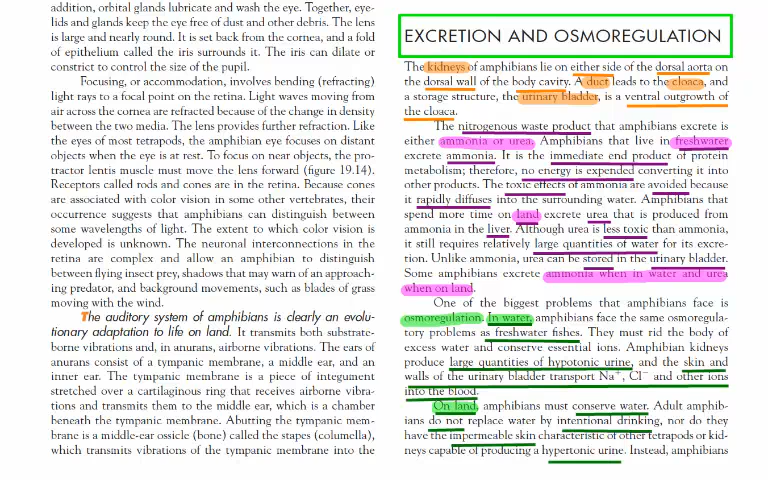 addition, orbital glands lubricate and wash the eye. Together, eye-
lids and glands keep the eye free of dust and other debris. The lens
is large and nearly round. It is set back from the cornea, and a fold
of epithelium called the iris surrounds it. The iris can dilate or
constrict to control the size of the pupil.
Focusing, or accommodation, involves bending (refracting)
light rays to a focal point on the retina. Light waves moving from
air across the cornea are refracted because of the change in density
between the two media. The lens provides further refraction. Like
the eyes of most tetrapods, the amphibian eye focuses on distant
objects when the eye is at rest. To focus on near objects, the pro-
tractor lentis muscle must move the lens forward (figure 19.14).
Receptors called rods and cones are in the retina. Because cones
are associated with color vision in some other vertebrates, their
occurrence suggests that amphibians can distinguish between
some wavelengths of light. The extent to which color vision is
developed is unknown. The neuronal interconnections in the
retina are complex and allow an amphibian to distinguish
between flying insect prey, shadows that may warn of an approach-
ing predator, and background movements, such as blades of grass
moving with the wind.
The auditory system of amphibians is clearly an evolu-
tionary adaptation to life on land. It transmits both substrate-
borne vibrations and, in anurans, airborne vibrations. The ears of
anurans consist of a tympanic membrane, a middle ear, and an
inner ear. The tympanic membrane is a piece of integument
stretched over a cartilaginous ring that receives airborne vibra-
tions and transmits them to the middle ear, which is a chamber
beneath the tympanic membrane. Abutting the tympanic mem-
brane is a middle-ear ossicle (bone) called the stapes (columella),
which transmits vibrations of the tympanic membrane into the
EXCRETION AND OSMOREGULATION
The kidneys of amphibians lie on either side of the dorsal aorta on
the dorsal wall of the body cavity. A duct leads to the cloaca, and
a storage structure, the urinary bladder, is a ventral outgrowth of
the cloaca.
The nitrogenous waste product that amphibians excrete is
either ammonia or urea. Amphibians that live in freshwater
excrete ammonia. It is the immediate end product of protein
metabolism; therefore, no energy is expended converting it into
other products. The toxic effects of ammonia are avoided because
it rapidly diffuses into the surrounding water. Amphibians that
spend more time on land excrete urea that is produced from
ammonia in the liver. Although urea is less toxic than ammonia,
it still requires relatively large quantities of water for its excre-
tion. Unlike ammonia, urea can be stored in the urinary bladder.
Some amphibians excrete ammonia when in water and urea
when on land.
One of the biggest problems that amphibians face is
osmoregulation. In water, amphibians face the same osmoregula-
tory problems as freshwater fishes. They must rid the body of
excess water and conserve essential ions. Amphibian kidneys
produce large quantities of hypotonic urine, and the skin and
walls of the urinary bladder transport Na⁺, Cl⁻ and other ions
into the blood.
On land, amphibians must conserve water. Adult amphib-
ians do not replace water by intentional drinking, nor do they
have the impermeable skin characteristic of other tetrapods or kid-
neys capable of producing a hypertonic urine. Instead, amphibians